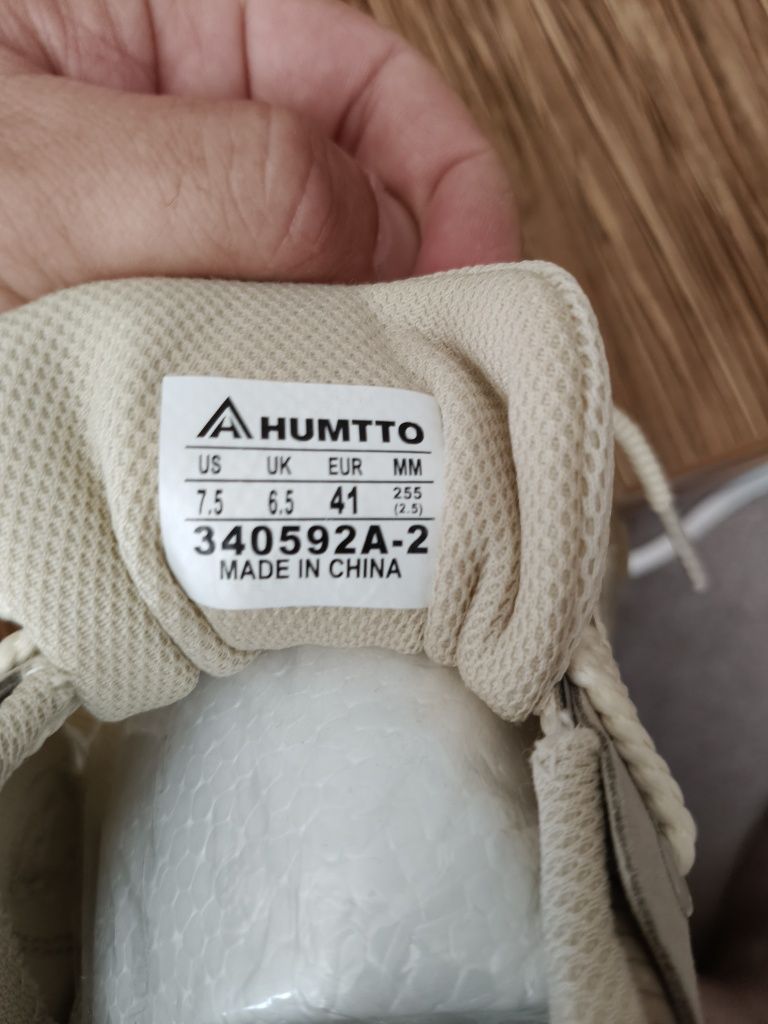 HUMTTO
US UK EUR MM
7.5 6.5 41 255
(2.5)
340592A-2
MADE IN CHINA